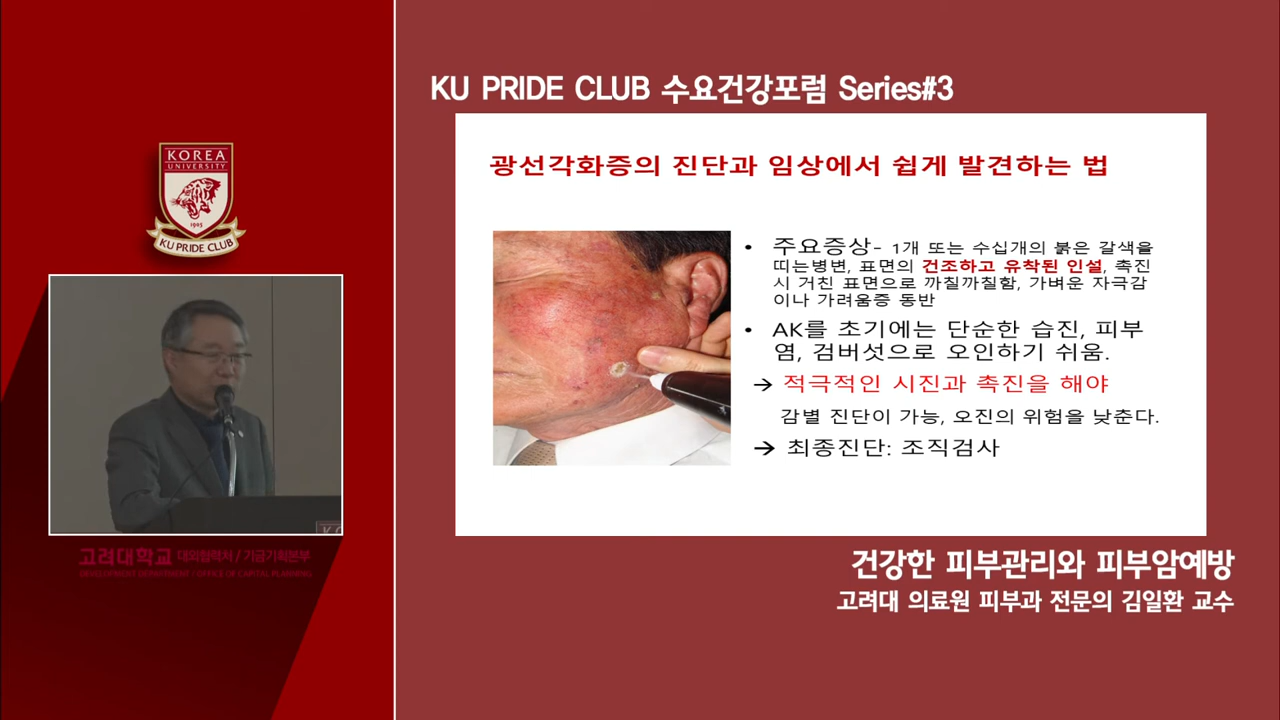 KU PRIDE CLUB 수요건강포럼 Series#3
KOREA
UNIVERSITY
1905
KU PRIDE CLUB
광선각화증의 진단과 임상에서 쉽게 발견하는 법
• 주요증상- 1개 또는 수십개의 붉은 갈색을
띠는병변, 표면의 건조하고 유착된 인설, 촉진
시 거친 표면으로 까칠까칠함, 가벼운 자극감
이나 가려움증 동반
• AK를 초기에는 단순한 습진, 피부
염, 검버섯으로 오인하기 쉬움.
→ 적극적인 시진과 촉진을 해야
감별 진단이 가능, 오진의 위험을 낮춘다.
→ 최종진단: 조직검사
고려대학교 대외협력처 / 기금기획본부
DEVELOPMENT DEPARTMENT / OFFICE OF CAPITAL PLANNING
건강한 피부관리와 피부암예방
고려대 의료원 피부과 전문의 김일환 교수